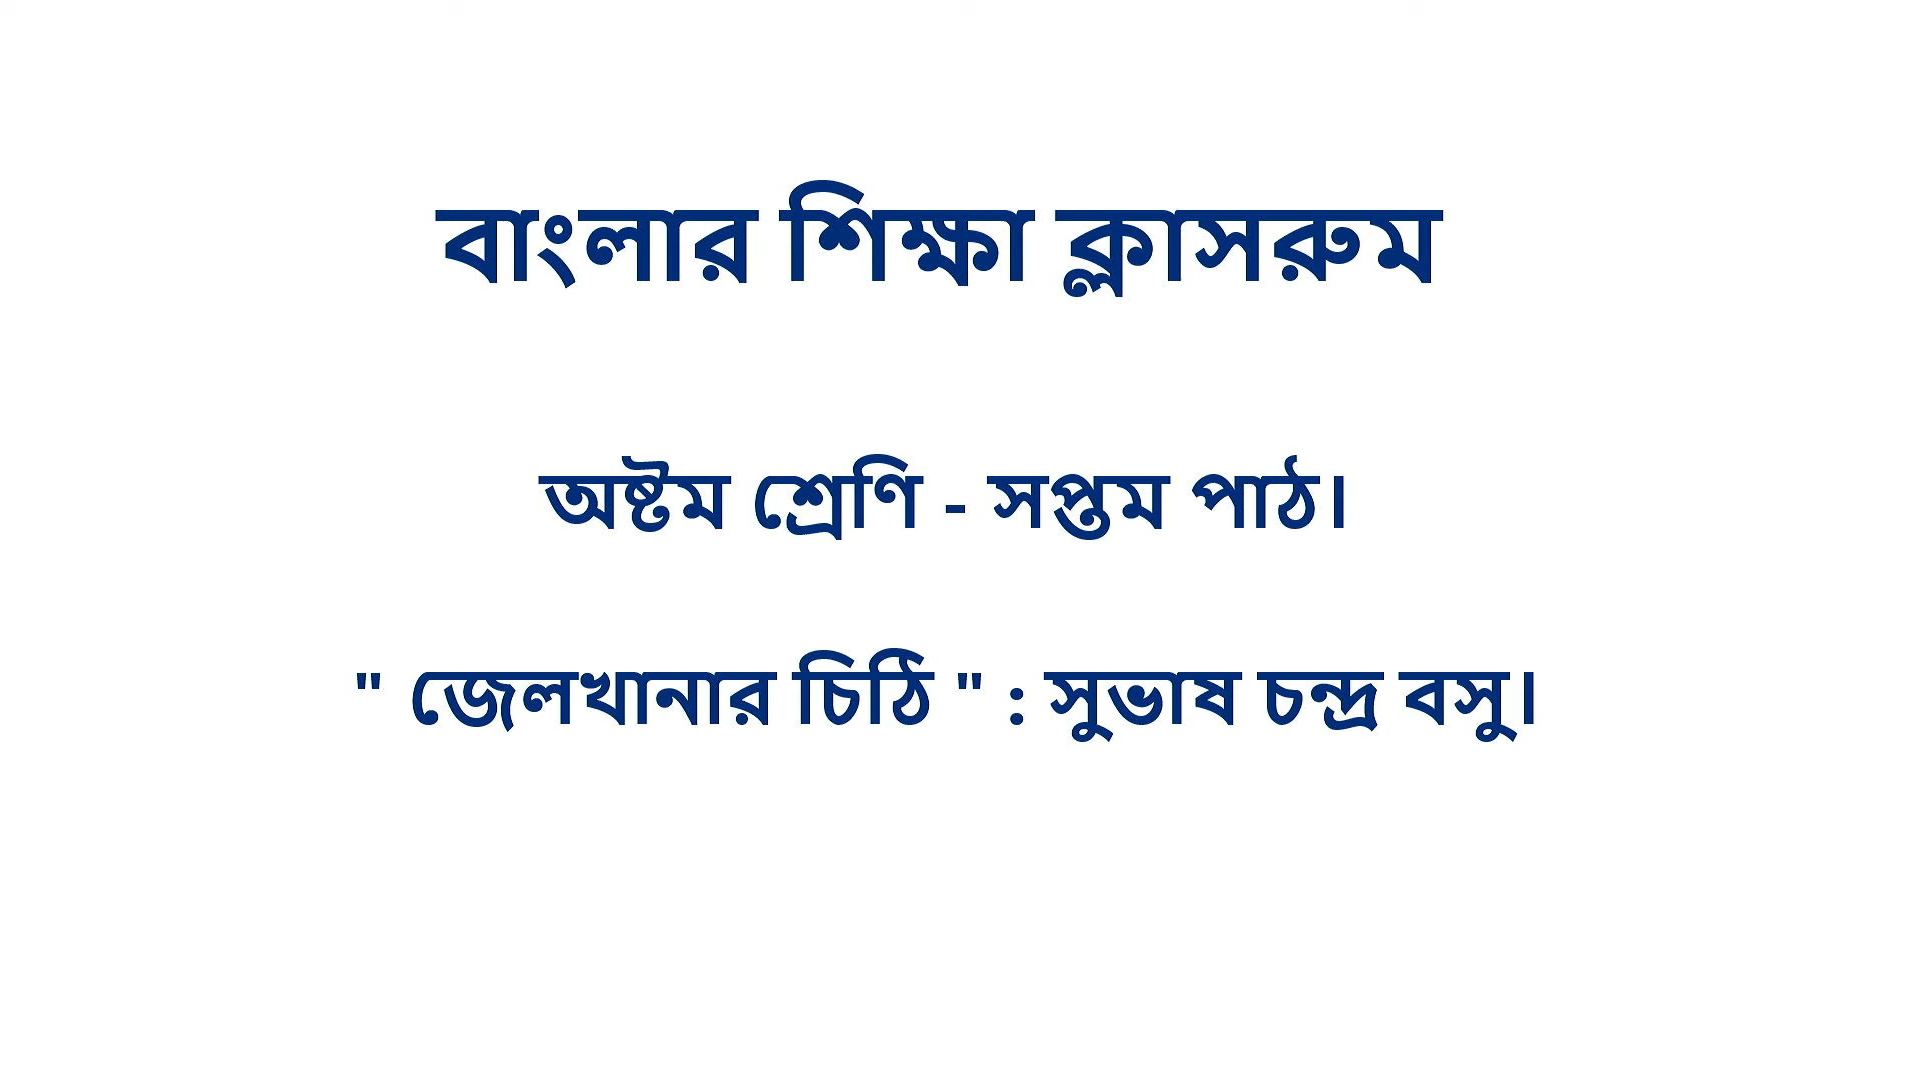 বাংলার শিক্ষা ক্লাসরুম
অষ্টম শ্রেণি - সপ্তম পাঠ।
" জেলখানার চিঠি " : সুভাষ চন্দ্র বসু।